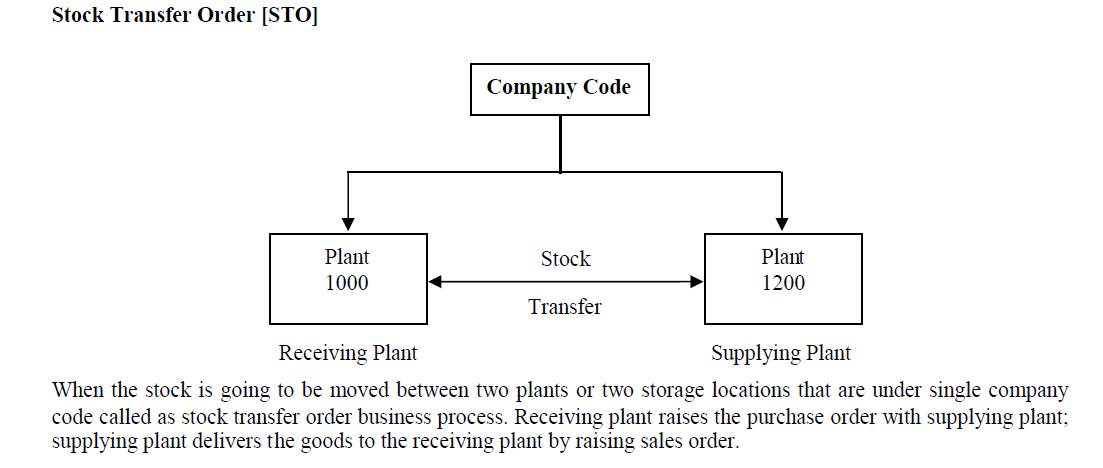 Stock Transfer Order [STO]
Company Code
Plant
1000
Stock
Transfer
Plant
1200
Receiving Plant
Supplying Plant
When the stock is going to be moved between two plants or two storage locations that are under single company
code called as stock transfer order business process. Receiving plant raises the purchase order with supplying plant;
supplying plant delivers the goods to the receiving plant by raising sales order.